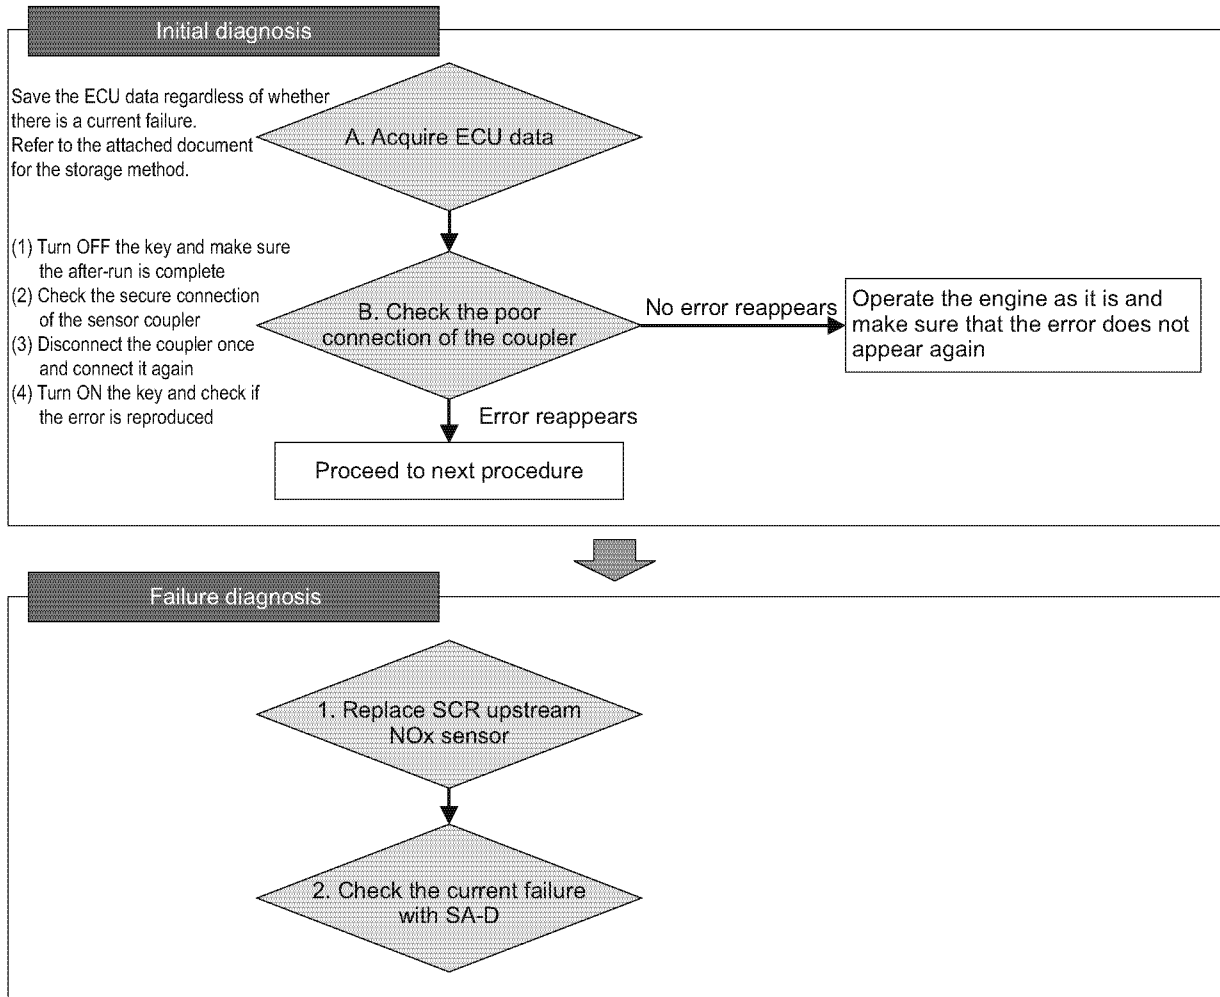 Initial diagnosis
Save the ECU data regardless of whether
there is a current failure.
Refer to the attached document
for the storage method.
A. Acquire ECU data
(1) Turn OFF the key and make sure
the after-run is complete
(2) Check the secure connection
of the sensor coupler
(3) Disconnect the coupler once
and connect it again
(4) Turn ON the key and check if
the error is reproduced
B. Check the poor
connection of the coupler
No error reappears
Operate the engine as it is and
make sure that the error does not
appear again
Error reappears
Proceed to next procedure
Failure diagnosis
1. Replace SCR upstream
NOx sensor
2. Check the current failure
with SA-D